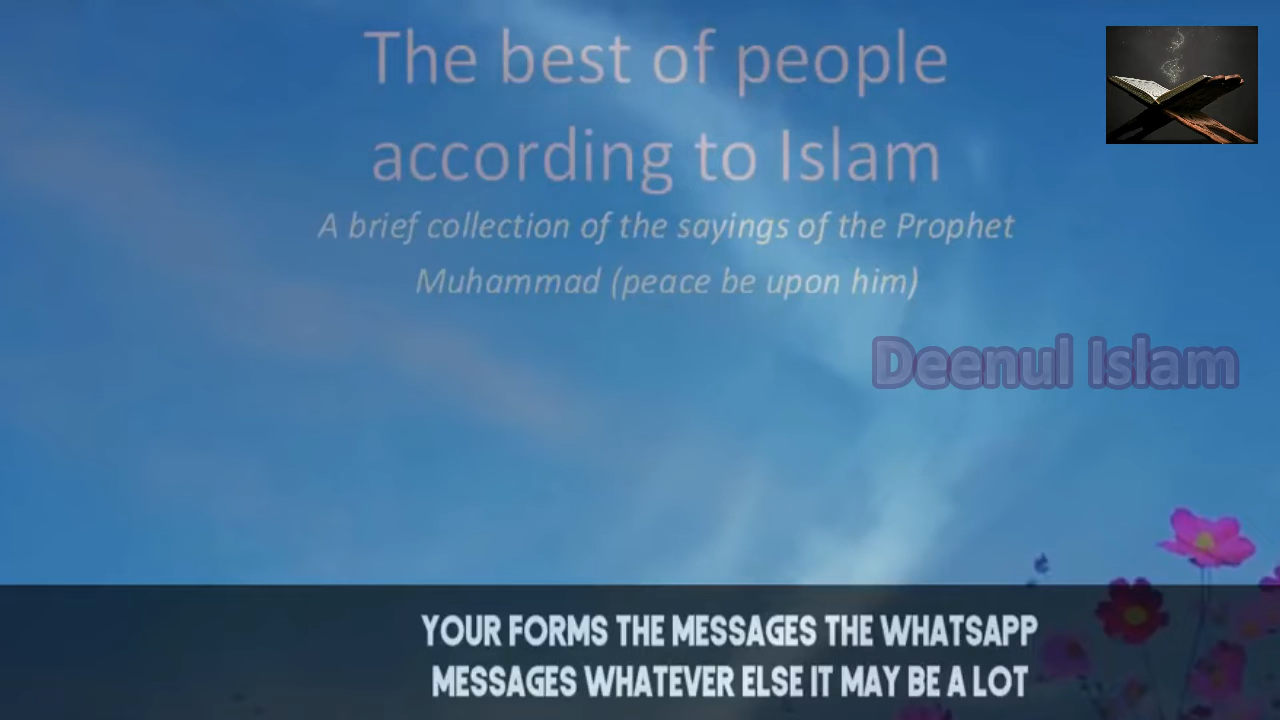 The best of people
according to Islam
A brief collection of the sayings of the Prophet
Muhammad (peace be upon him)
Deenul Islam
YOUR FORMS THE MESSAGES THE WHATSAPP
MESSAGES WHATEVER ELSE IT MAY BE A LOT